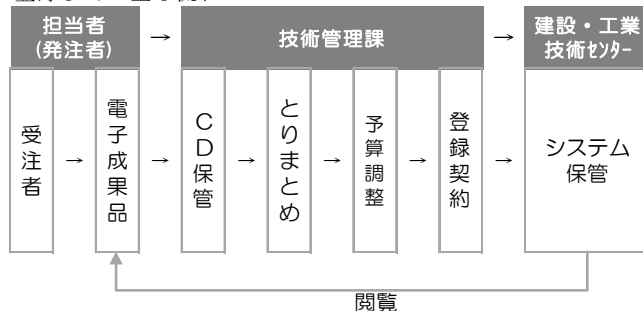 担当者
(発注者)
→
技術管理課
→
建設・工業
技術ｾﾝﾀｰ
受注者
→
電子成果品
→
ＣＤ保管
→
とりまとめ
→
予算調整
→
登録契約
→
システム
保管
閲覧